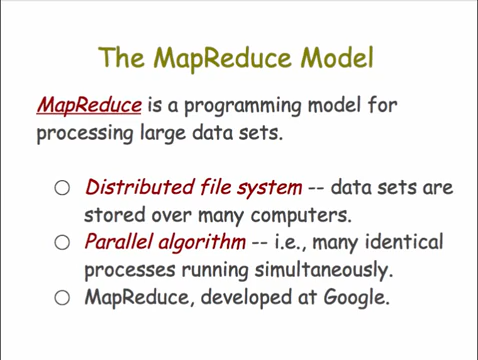 The MapReduce Model
MapReduce is a programming model for
processing large data sets.
Distributed file system -- data sets are
stored over many computers.
Parallel algorithm -- i.e., many identical
processes running simultaneously.
MapReduce, developed at Google.